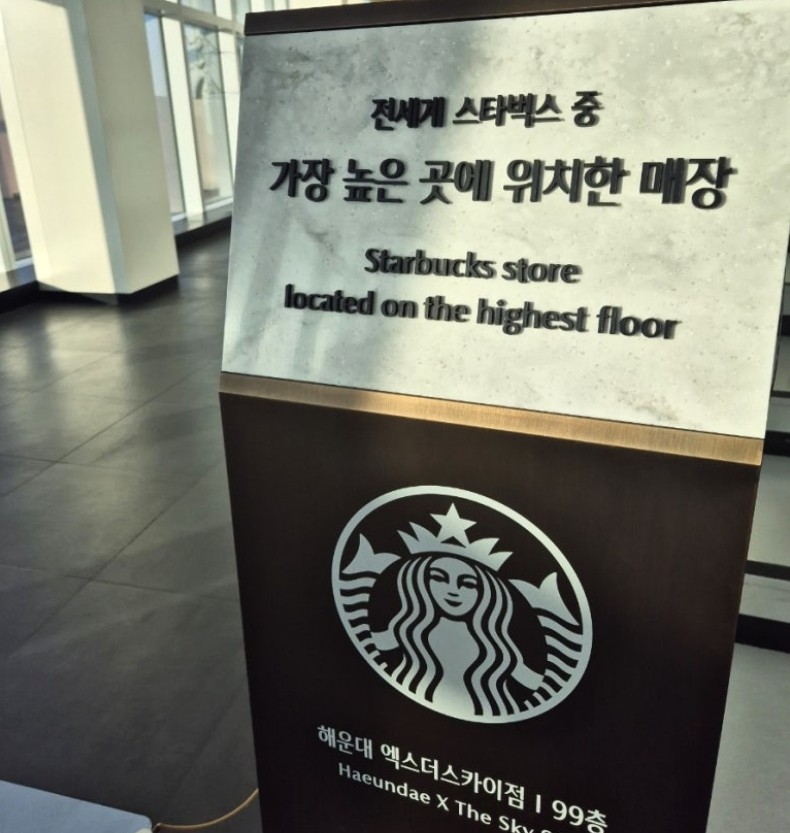 전세계 스타벅스 중
가장 높은 곳에 위치한 매장
Starbucks store
located on the highest floor
해운대 엑스더스카이점 | 99층
Haeundae X The Sky